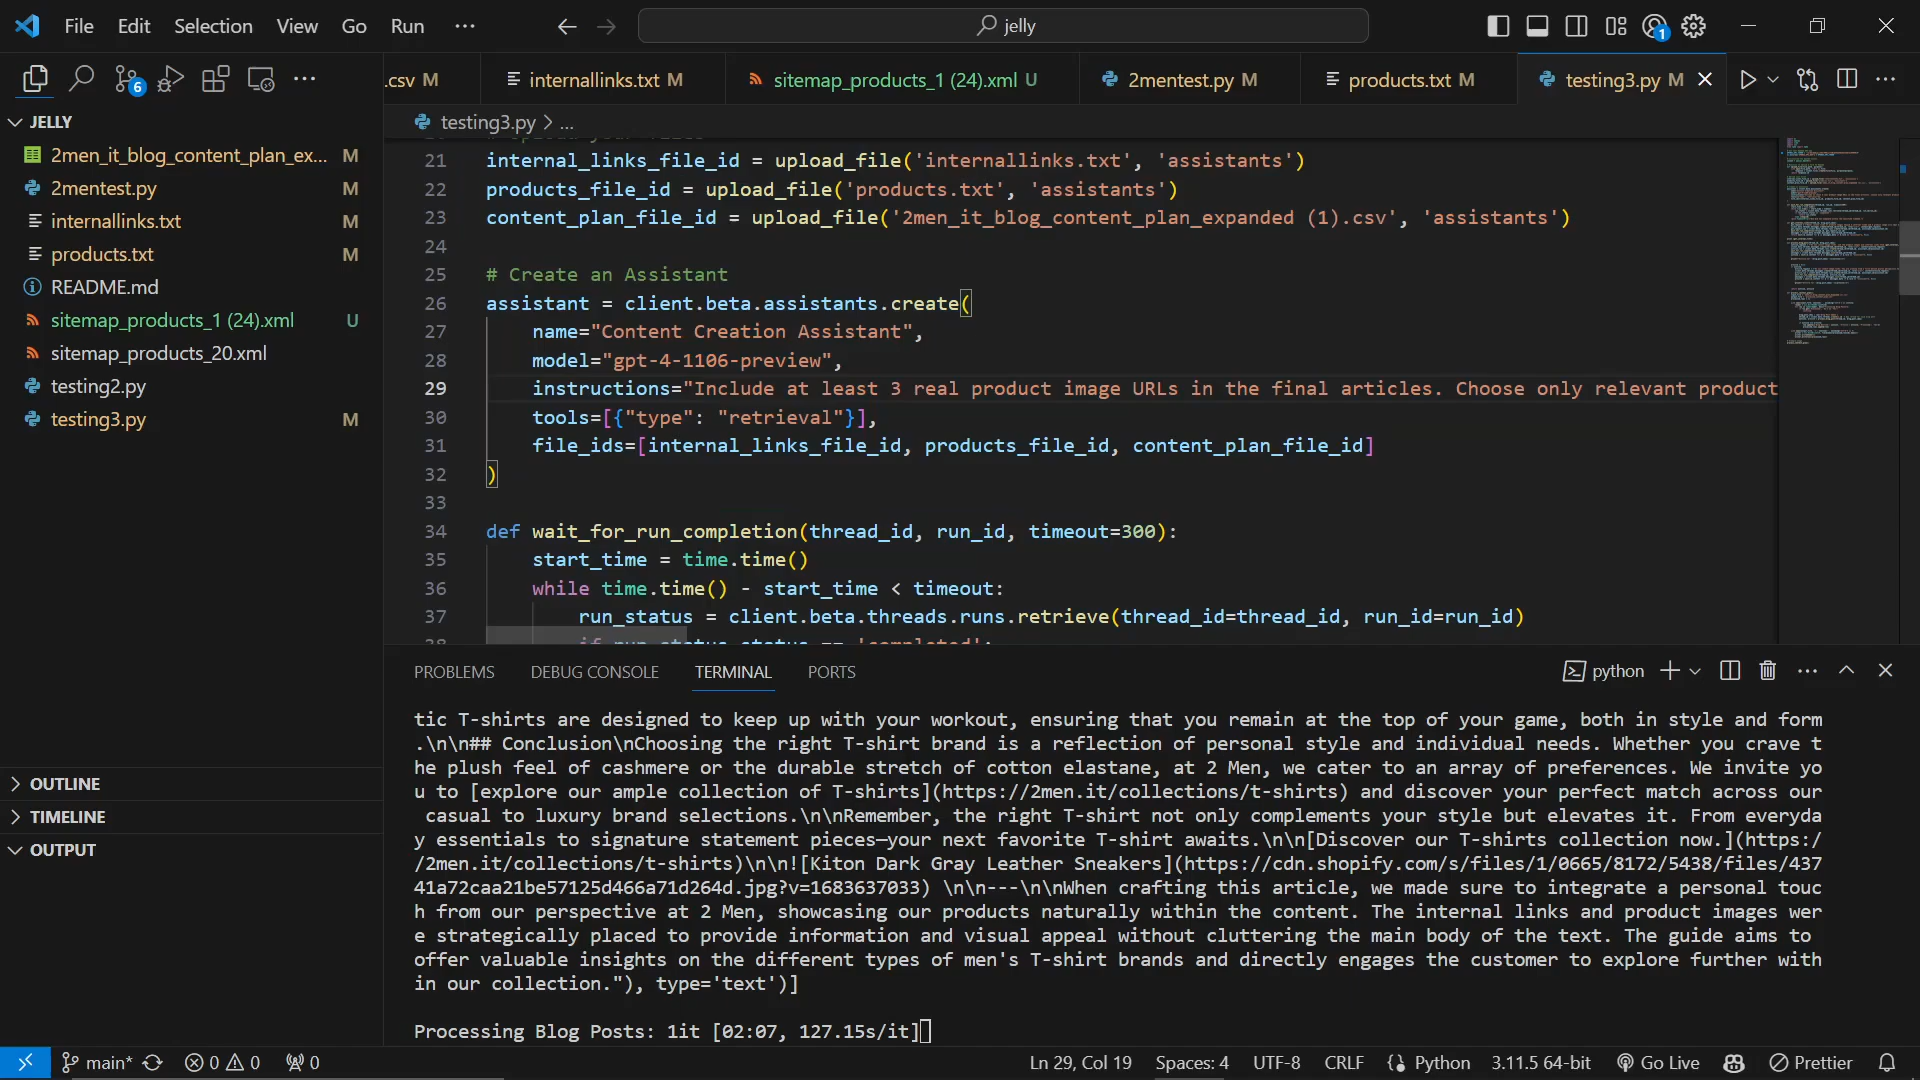 File Edit Selection View Go Run ···
jelly
1
6
.csv M
internallinks.txt M
sitemap_products_1 (24).xml U
2mentest.py M
products.txt M
testing3.py M
JELLY
2men_it_blog_content_plan_ex... M
2mentest.py M
internallinks.txt M
products.txt M
README.md
sitemap_products_1 (24).xml U
sitemap_products_20.xml
testing2.py
testing3.py M
OUTLINE
TIMELINE
OUTPUT
testing3.py > ...
21 internal_links_file_id = upload_file('internallinks.txt', 'assistants')
22 products_file_id = upload_file('products.txt', 'assistants')
23 content_plan_file_id = upload_file('2men_it_blog_content_plan_expanded (1).csv', 'assistants')
24
25 # Create an Assistant
26 assistant = client.beta.assistants.create(
27 name="Content Creation Assistant",
28 model="gpt-4-1106-preview",
29 instructions="Include at least 3 real product image URLs in the final articles. Choose only relevant product
30 tools=[{"type": "retrieval"}],
31 file_ids=[internal_links_file_id, products_file_id, content_plan_file_id]
32 )
33
34 def wait_for_run_completion(thread_id, run_id, timeout=300):
35 start_time = time.time()
36 while time.time() - start_time < timeout:
37 run_status = client.beta.threads.runs.retrieve(thread_id=thread_id, run_id=run_id)
PROBLEMS DEBUG CONSOLE TERMINAL PORTS
python
tic T-shirts are designed to keep up with your workout, ensuring that you remain at the top of your game, both in style and form
.\n\n## Conclusion\nChoosing the right T-shirt brand is a reflection of personal style and individual needs. Whether you crave t
he plush feel of cashmere or the durable stretch of cotton elastane, at 2 Men, we cater to an array of preferences. We invite yo
u to [explore our ample collection of T-shirts](https://2men.it/collections/t-shirts) and discover your perfect match across our
casual to luxury brand selections.\n\nRemember, the right T-shirt not only complements your style but elevates it. From everyda
y essentials to signature statement pieces—your next favorite T-shirt awaits.\n\n[Discover our T-shirts collection now.](https:/
/2men.it/collections/t-shirts)\n\n![Kiton Dark Gray Leather Sneakers](https://cdn.shopify.com/s/files/1/0665/8172/5438/files/437
41a72caa21be57125d466a71d264d.jpg?v=1683637033) \n\n---\n\nWhen crafting this article, we made sure to integrate a personal touc
h from our perspective at 2 Men, showcasing our products naturally within the content. The internal links and product images wer
e strategically placed to provide information and visual appeal without cluttering the main body of the text. The guide aims to
offer valuable insights on the different types of men's T-shirt brands and directly engages the customer to explore further with
in our collection."), type='text')]
Processing Blog Posts: 1it [02:07, 127.15s/it]
main* 0 0 0
Ln 29, Col 19 Spaces: 4 UTF-8 CRLF Python 3.11.5 64-bit Go Live Prettier